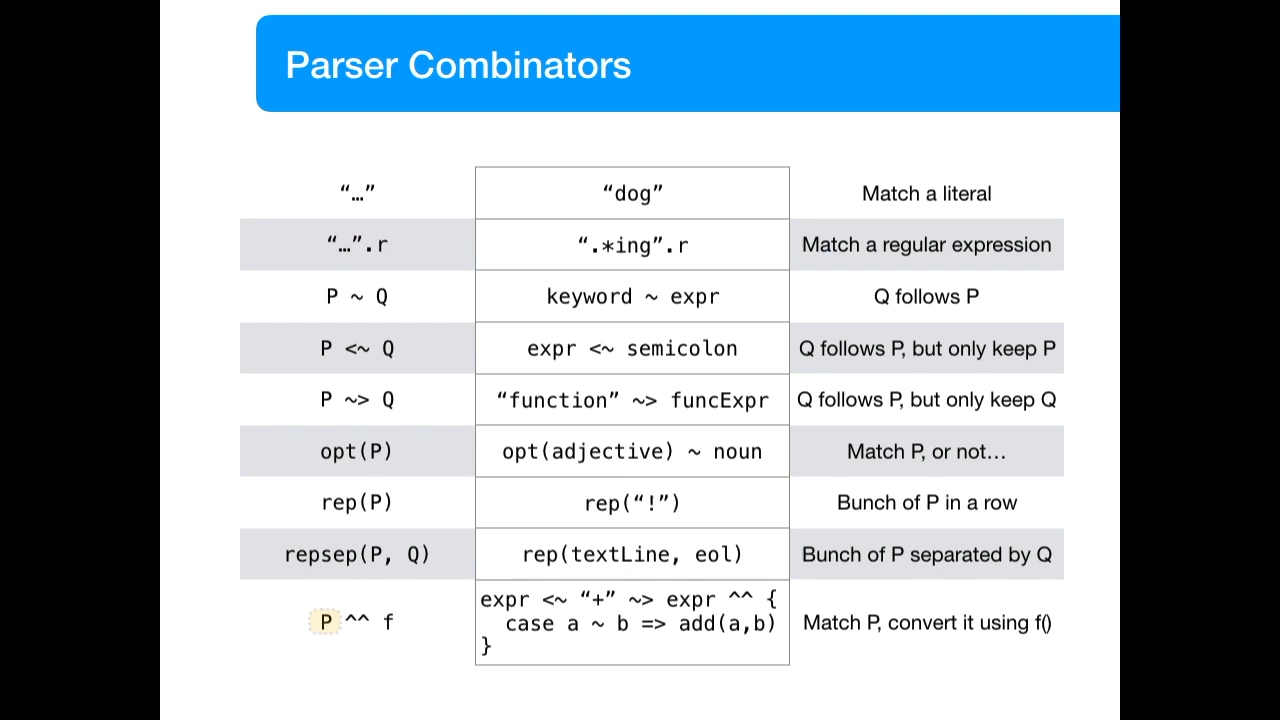 Parser Combinators
“…” “dog” Match a literal
“…”.r “.*ing”.r Match a regular expression
P ~ Q keyword ~ expr Q follows P
P <~ Q expr <~ semicolon Q follows P, but only keep P
P ~> Q “function” ~> funcExpr Q follows P, but only keep Q
opt(P) opt(adjective) ~ noun Match P, or not…
rep(P) rep(“!”) Bunch of P in a row
repsep(P, Q) rep(textLine, eol) Bunch of P separated by Q
P ^^ f
expr <~ “+” ~> expr ^^ {
case a ~ b => add(a,b)
}
Match P, convert it using f()